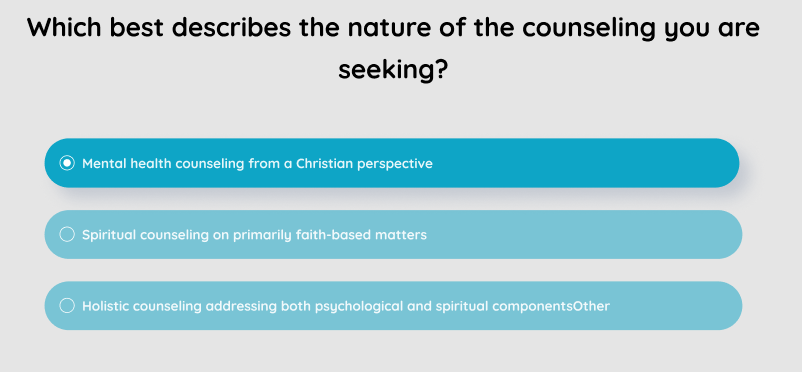 Which best describes the nature of the counseling you are
seeking?
Mental health counseling from a Christian perspective
Spiritual counseling on primarily faith-based matters
Holistic counseling addressing both psychological and spiritual componentsOther